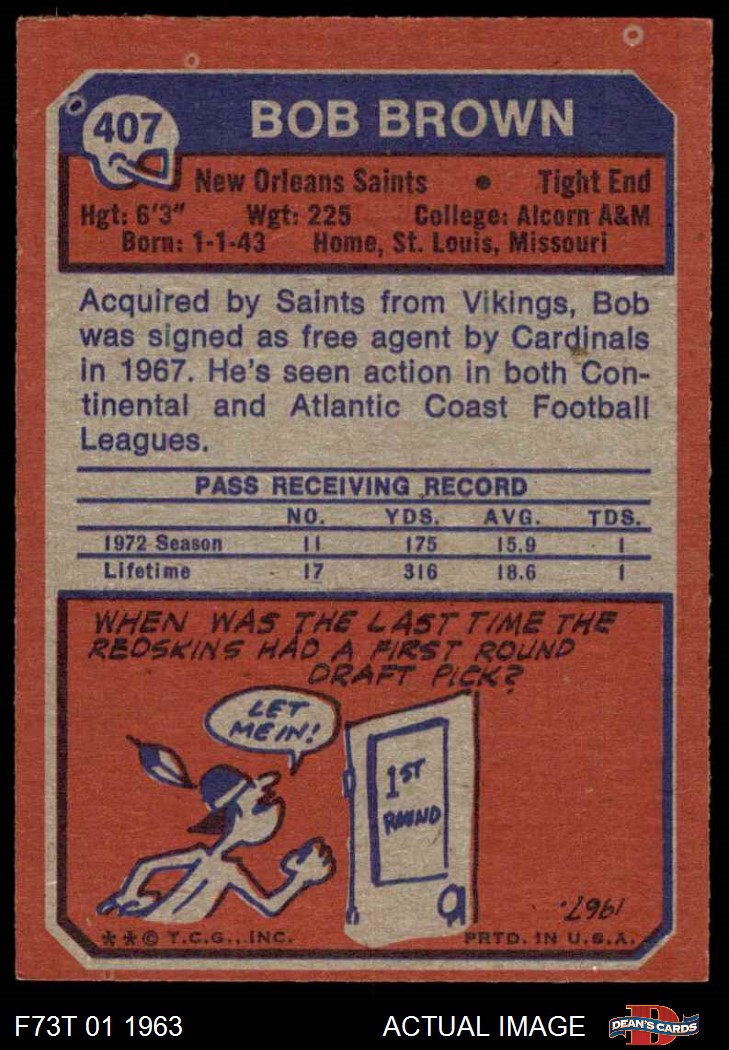 407
BOB BROWN
New Orleans Saints • Tight End
Hgt: 6'3" Wgt: 225 College: Alcorn A&M
Born: 1-1-43 Home, St. Louis, Missouri
Acquired by Saints from Vikings, Bob
was signed as free agent by Cardinals
in 1967. He's seen action in both Con-
tinental and Atlantic Coast Football
Leagues.
PASS RECEIVING RECORD
NO. YDS. AVG. TDS.
1972 Season 11 175 15.9 1
Lifetime 17 316 18.6 1
WHEN WAS THE LAST TIME THE
REDSKINS HAD A FIRST ROUND
DRAFT PICK?
LET
ME IN!
1ST
ROUND
1967.
**© T.C.G., INC. PRTD. IN U.S.A.
F73T 01 1963 ACTUAL IMAGE
D
DEAN'S CARDS